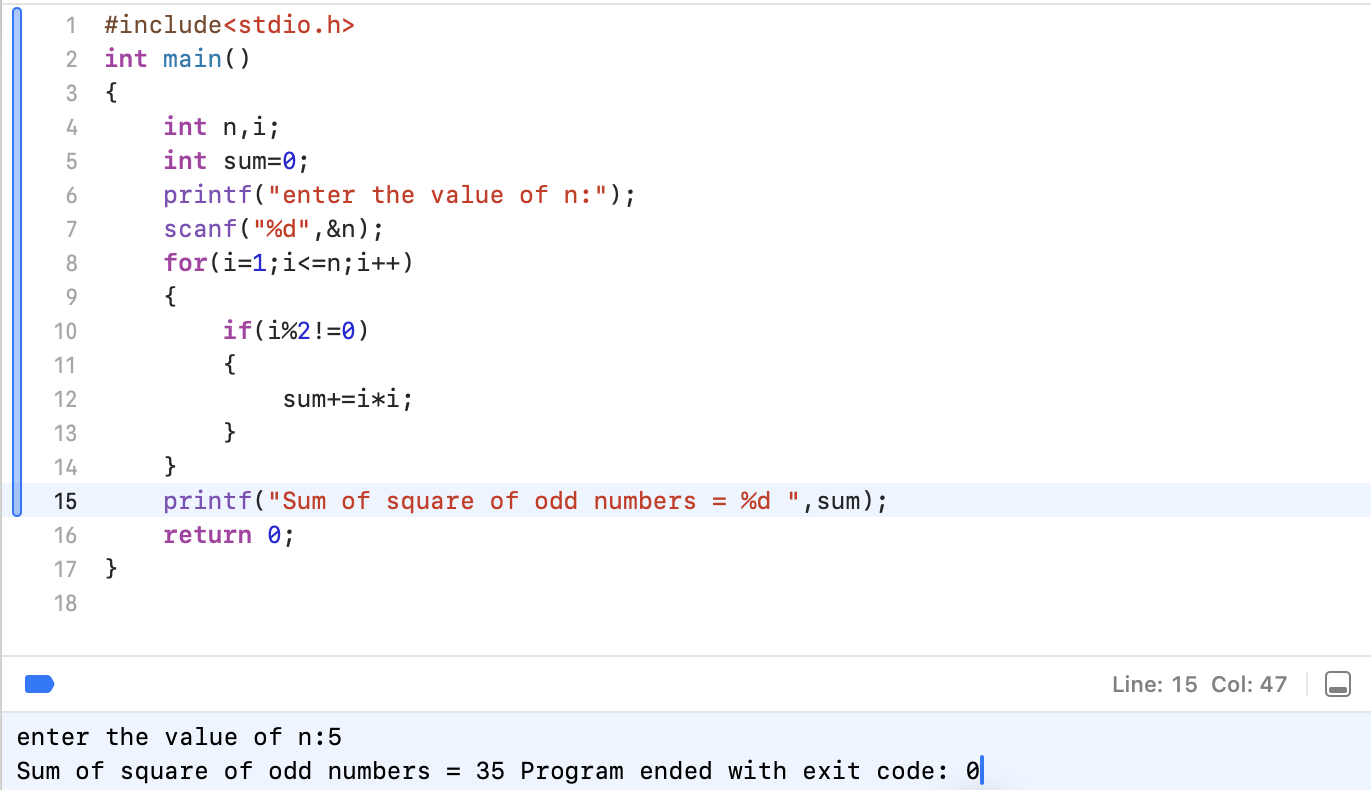 1 #include<stdio.h>
2 int main()
3 {
4     int n,i;
5     int sum=0;
6     printf("enter the value of n:");
7     scanf("%d",&n);
8     for(i=1;i<=n;i++)
9     {
10         if(i%2!=0)
11         {
12             sum+=i*i;
13         }
14     }
15     printf("Sum of square of odd numbers = %d ",sum);
16     return 0;
17 }
18
Line: 15 Col: 47
enter the value of n:5
Sum of square of odd numbers = 35 Program ended with exit code: 0